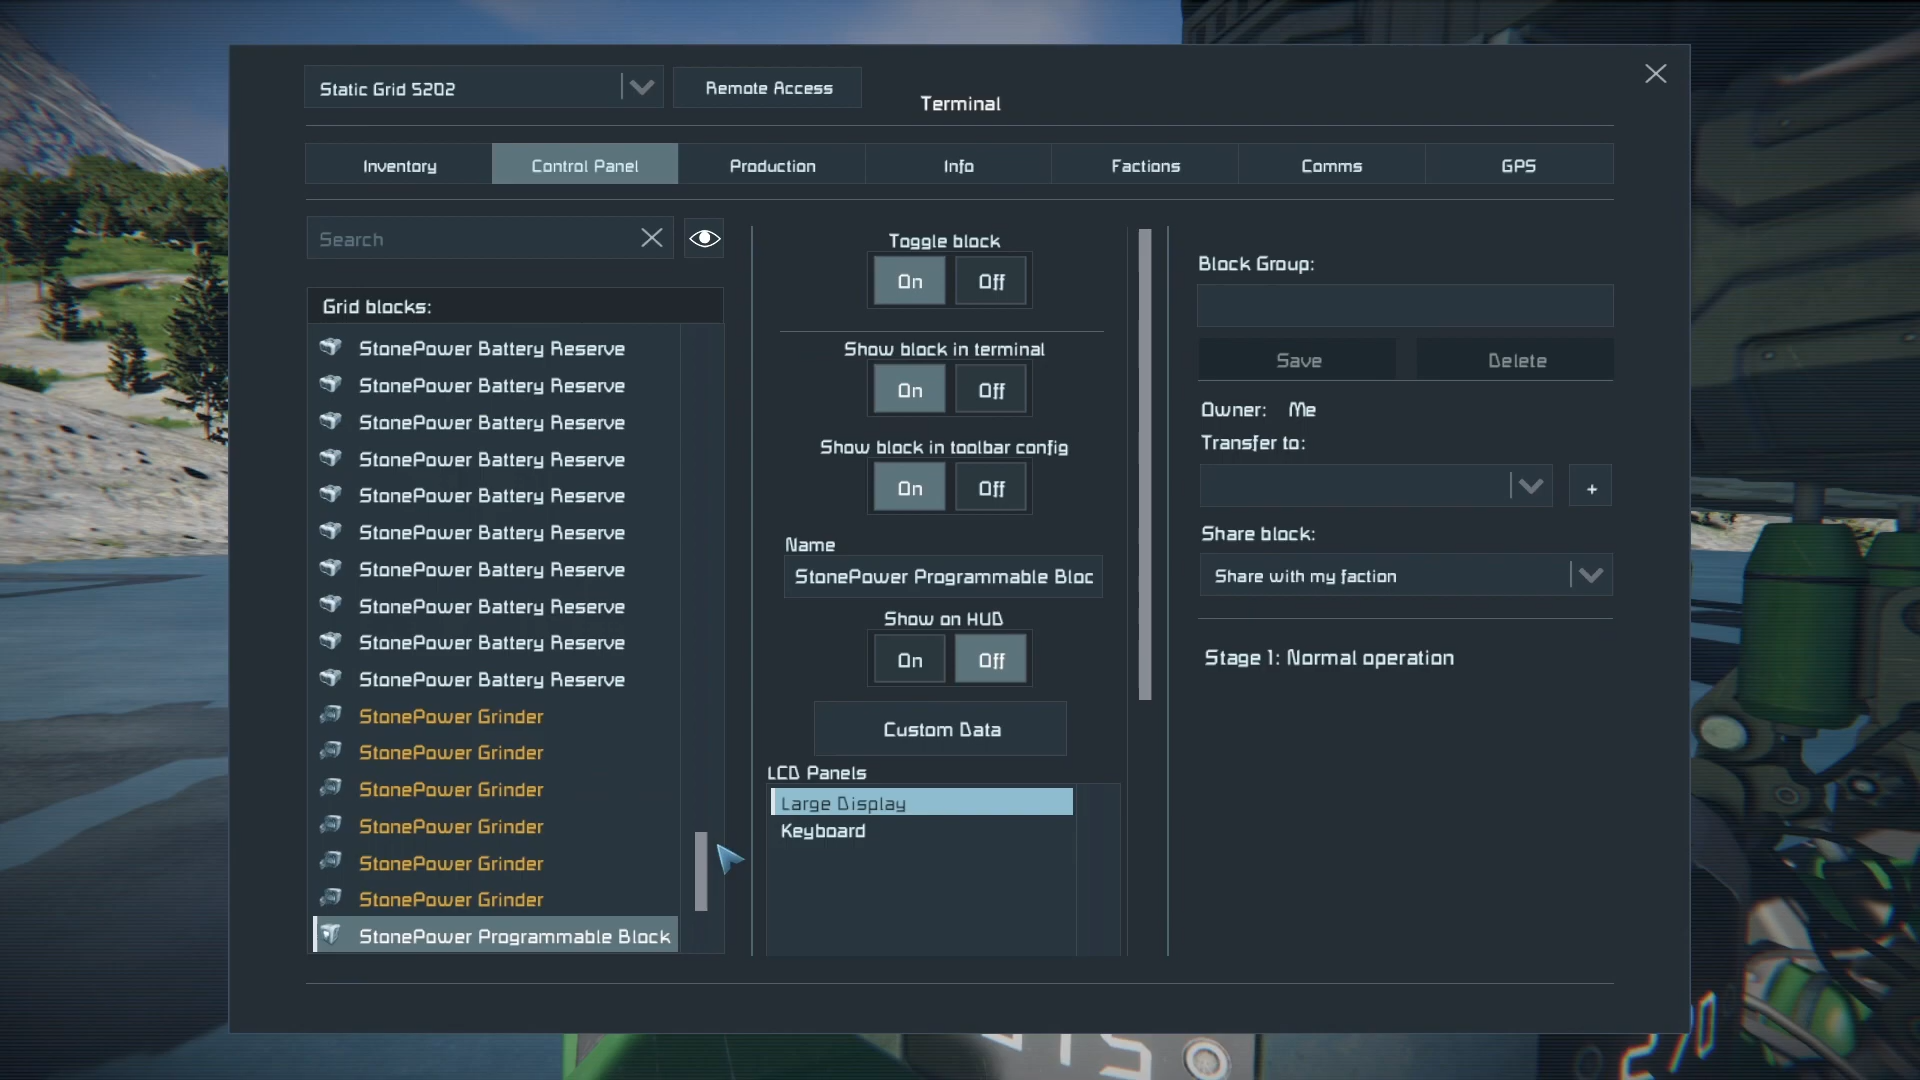 Static Grid 5202
Remote Access
Terminal
Inventory
Control Panel
Production
Info
Factions
Comms
GPS
Search
Grid blocks:
StonePower Battery Reserve
StonePower Battery Reserve
StonePower Battery Reserve
StonePower Battery Reserve
StonePower Battery Reserve
StonePower Battery Reserve
StonePower Battery Reserve
StonePower Battery Reserve
StonePower Battery Reserve
StonePower Battery Reserve
StonePower Grinder
StonePower Grinder
StonePower Grinder
StonePower Grinder
StonePower Grinder
StonePower Grinder
StonePower Programmable Block
Toggle block
On Off
Show block in terminal
On Off
Show block in toolbar config
On Off
Name
StonePower Programmable Bloc
Show on HUD
On Off
Custom Data
LCD Panels
Large Display
Keyboard
Block Group:
Save
Delete
Owner: Me
Transfer to:
+
Share block:
Share with my faction
Stage 1: Normal operation